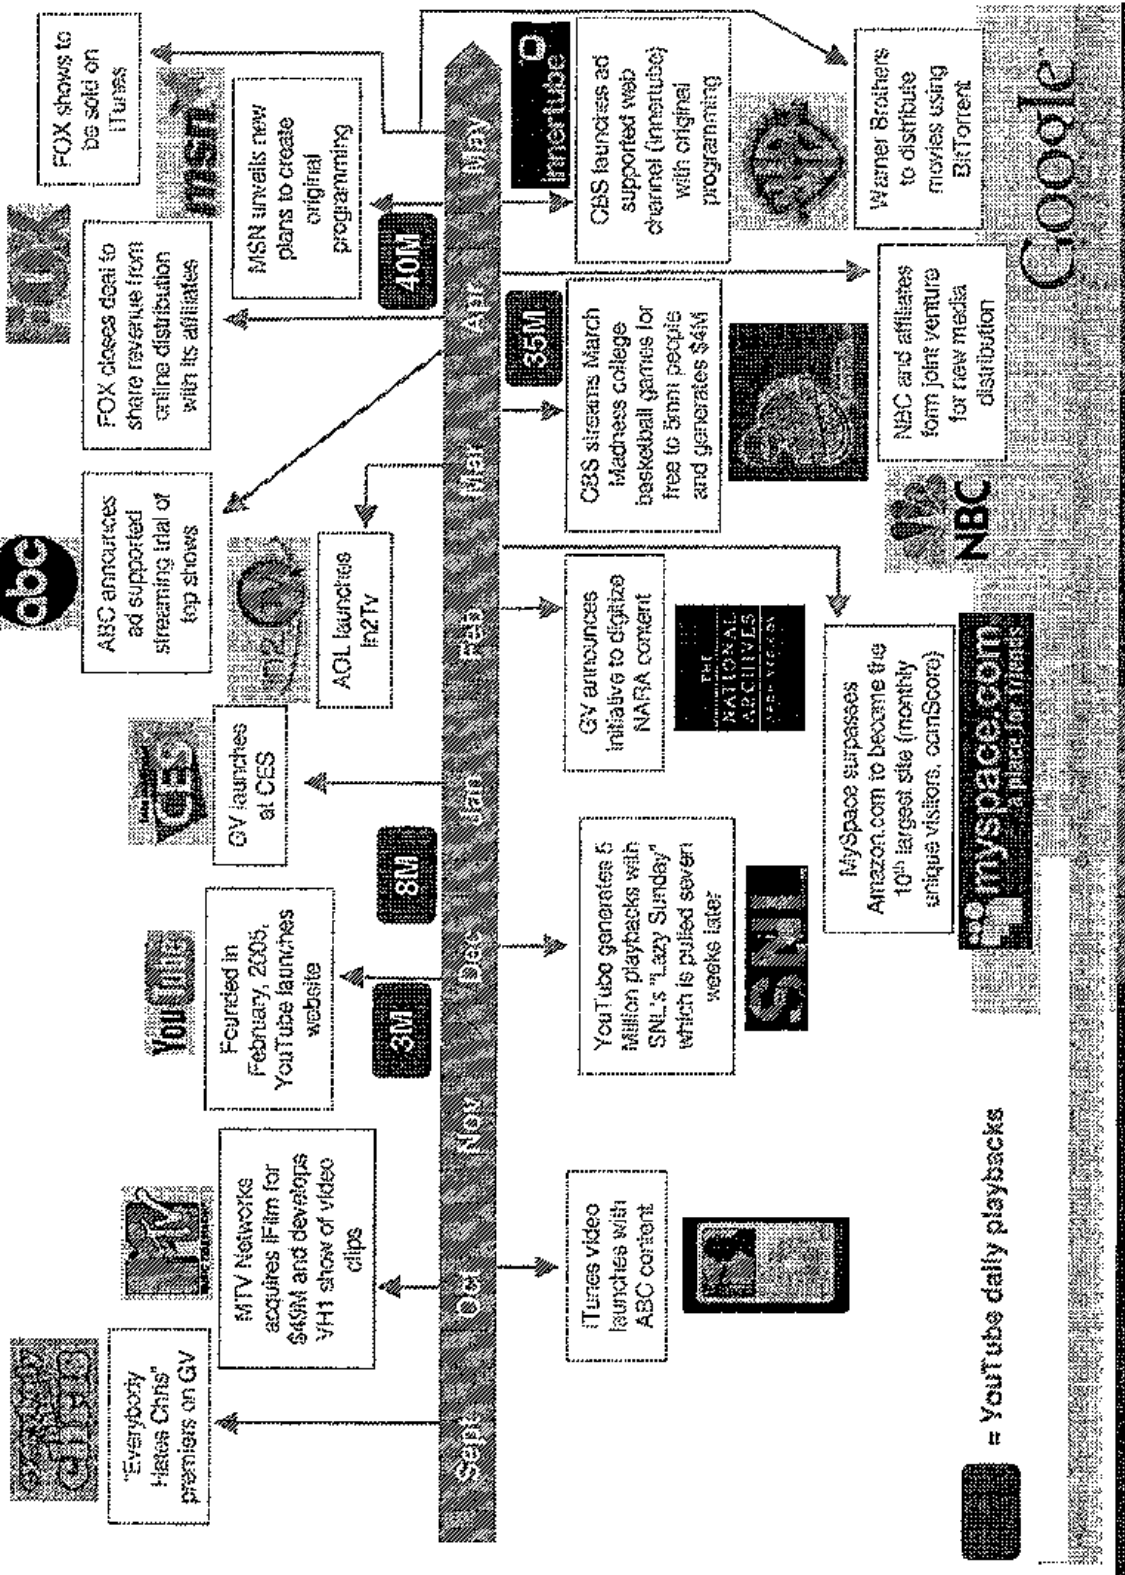 "Everybody
Hates Chris"
premiers on GV
MTV Networks
acquires iFilm for
$49M and develops
VH1 show of video
clips
YouTube
Founded in
February, 2005,
YouTube launches
website
CES
GV launches
at CES
In2TV
AOL launches
In2Tv
abc
ABC announces
ad supported
streaming trial of
top shows
FOX
FOX closes deal to
share revenue from
online distribution
with its affiliates
msn
MSN unveils new
plans to create
original
programming
FOX shows to
be sold on
iTunes
3M
8M
35M
40M
Sept
Oct
Nov
Dec
Jan
Feb
Mar
Apr
May
iTunes video
launches with
ABC content
YouTube generates 5
Million playbacks with
SNL's "Lazy Sunday"
which is pulled seven
weeks later
SNL
GV announces
initiative to digitize
NARA content
THE
NATIONAL
ARCHIVES
MySpace surpasses
Amazon.com to become the
10th largest site (monthly
unique visitors, comScore)
myspace.com
a place for friends
CBS streams March
Madness college
basketball games for
free to 5mm people
and generates $4M
NBC and affiliates
form joint venture
for new media
distribution
NBC
innertube
CBS launches ad
supported web
channel (innertube)
with original
programming
Warner Brothers
to distribute
movies using
BitTorrent
= YouTube daily playbacks
Google